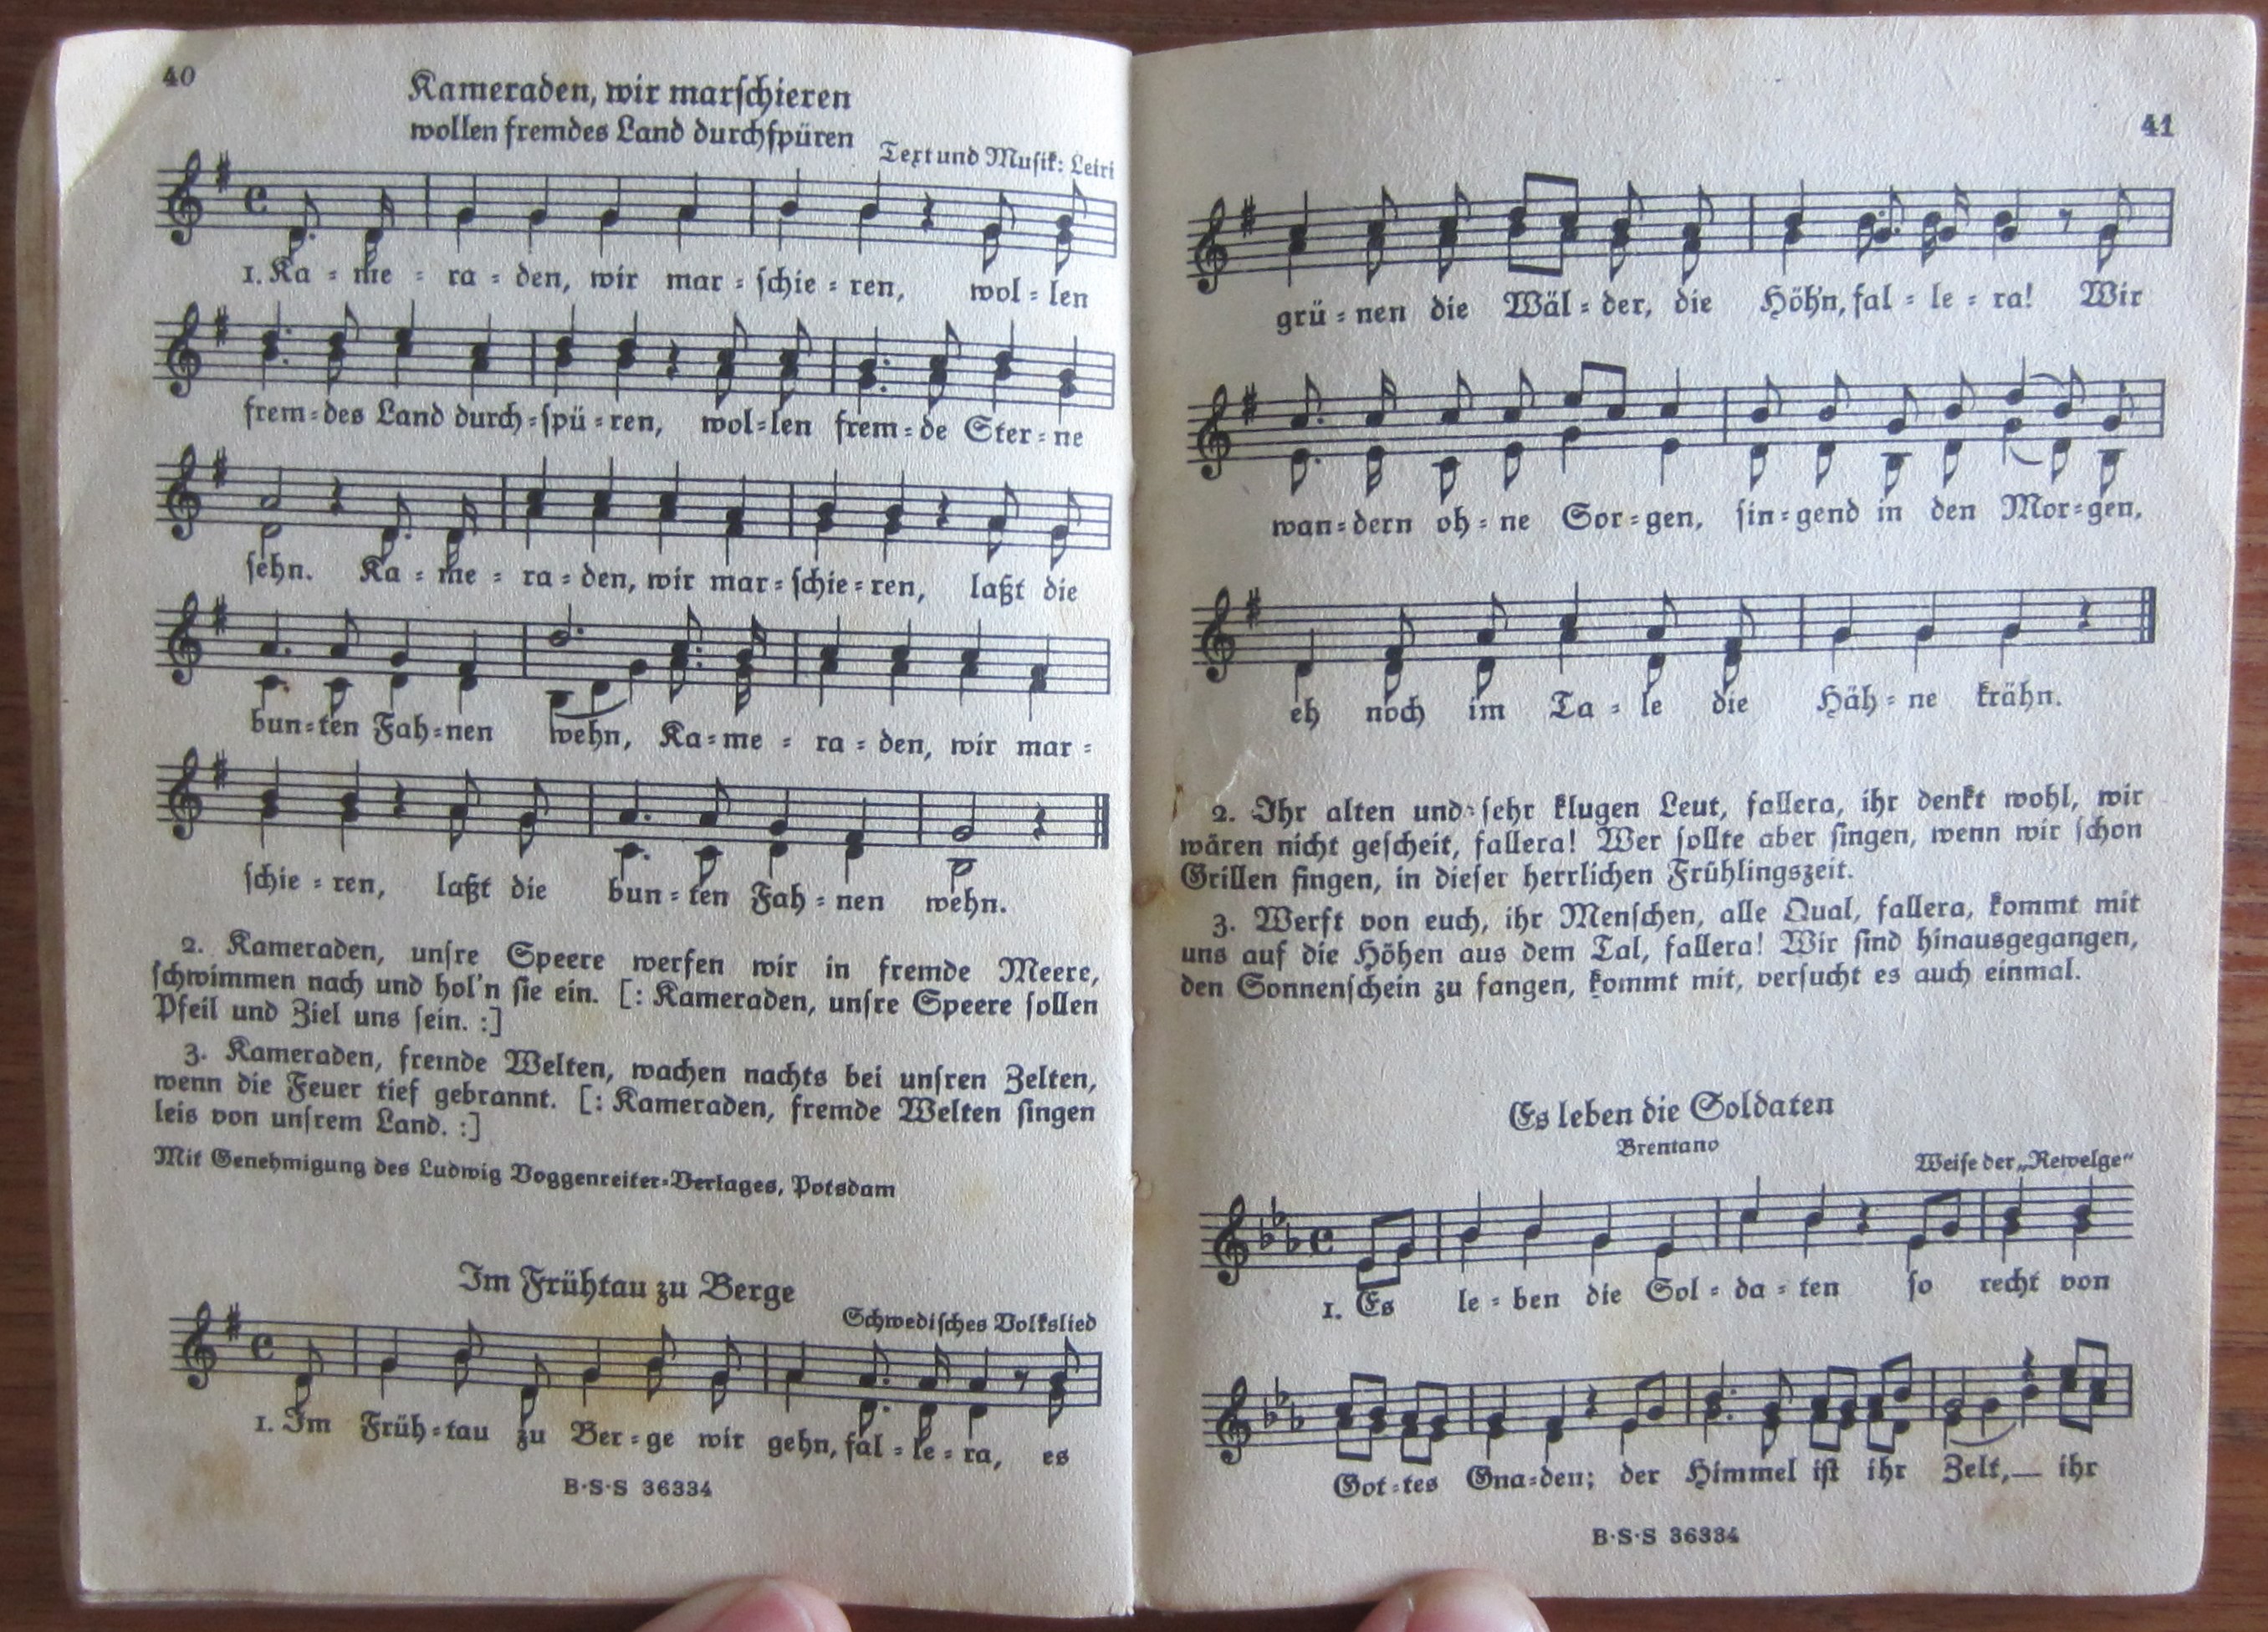 40
Kameraden, wir marschieren
wollen fremdes Land durchspüren
Text und Musik: Leiri
1. Ka = me = ra = den, wir mar = schie = ren, wol = len
frem=des Land durch=spü=ren, wol=len frem=de Ster=ne
sehn. Ka = me = ra = den, wir mar = schie = ren, laßt die
bun=ten Fah=nen wehn, Ka=me = ra = den, wir mar =
schie = ren, laßt die bun = ten Fah = nen wehn.
2. Kameraden, unsre Speere werfen wir in fremde Meere,
schwimmen nach und hol'n sie ein. [: Kameraden, unsre Speere sollen
Pfeil und Ziel uns sein. :]
3. Kameraden, fremde Welten, wachen nachts bei unsren Zelten,
wenn die Feuer tief gebrannt. [: Kameraden, fremde Welten singen
leis von unsrem Land. :]
Mit Genehmigung des Ludwig Voggenreiter=Verlages, Potsdam
Im Frühtau zu Berge
Schwedisches Volkslied
1. Im Früh=tau zu Ber = ge wir gehn, fal = le = ra, es
B·S·S 36334
41
grü = nen die Wäl = der, die Höh'n, fal = le = ra! Wir
wan=dern oh = ne Sor=gen, sin=gend in den Mor=gen,
eh noch im Ta = le die Häh = ne krähn.
2. Ihr alten und sehr klugen Leut, fallera, ihr denkt wohl, wir
wären nicht gescheit, fallera! Wer sollte aber singen, wenn wir schon
Grillen fingen, in dieser herrlichen Frühlingszeit.
3. Werft von euch, ihr Menschen, alle Qual, fallera, kommt mit
uns auf die Höhen aus dem Tal, fallera! Wir sind hinausgegangen,
den Sonnenschein zu fangen, kommt mit, versucht es auch einmal.
Es leben die Soldaten
Brentano
Weise der „Rewelge“
1. Es le = ben die Sol = da = ten so recht von
Got=tes Gna=den; der Himmel ist ihr Zelt,— ihr
B·S·S 36334